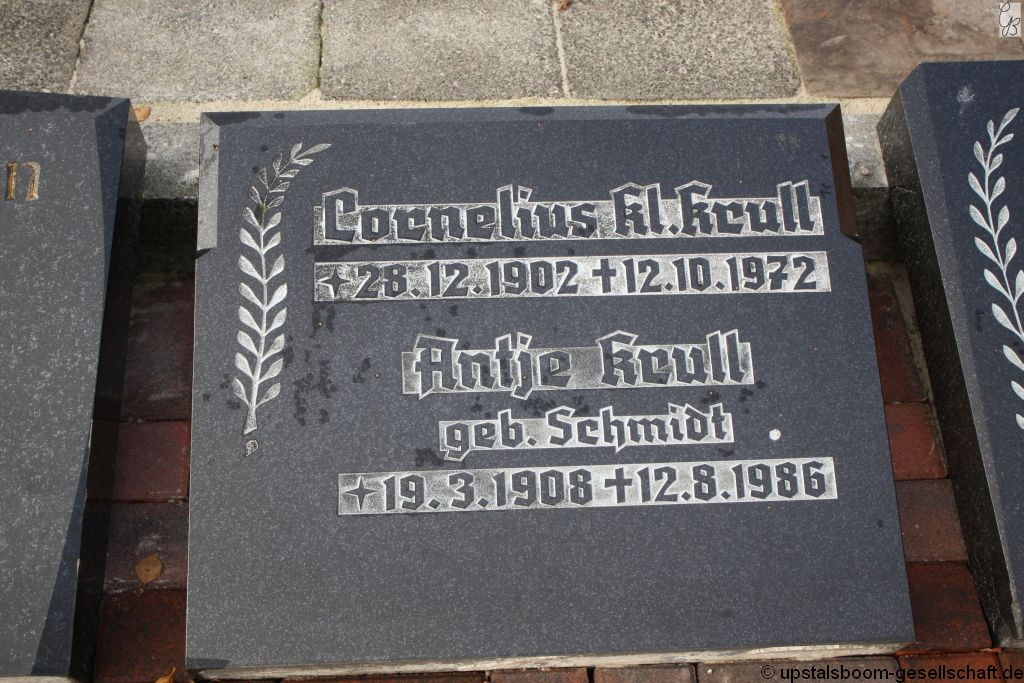 Cornelius Kl. Krull
28.12.1902 † 12.10.1972
Antje Krull
geb. Schmidt
19.3.1908 † 12.8.1986
n
© upstalsboom-gesellschaft.de